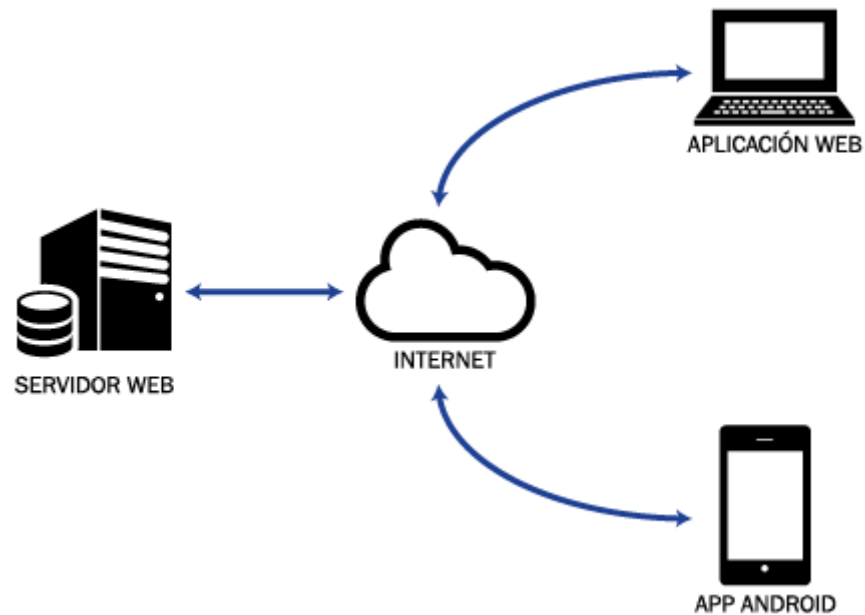 APLICACIÓN WEB
INTERNET
SERVIDOR WEB
APP ANDROID